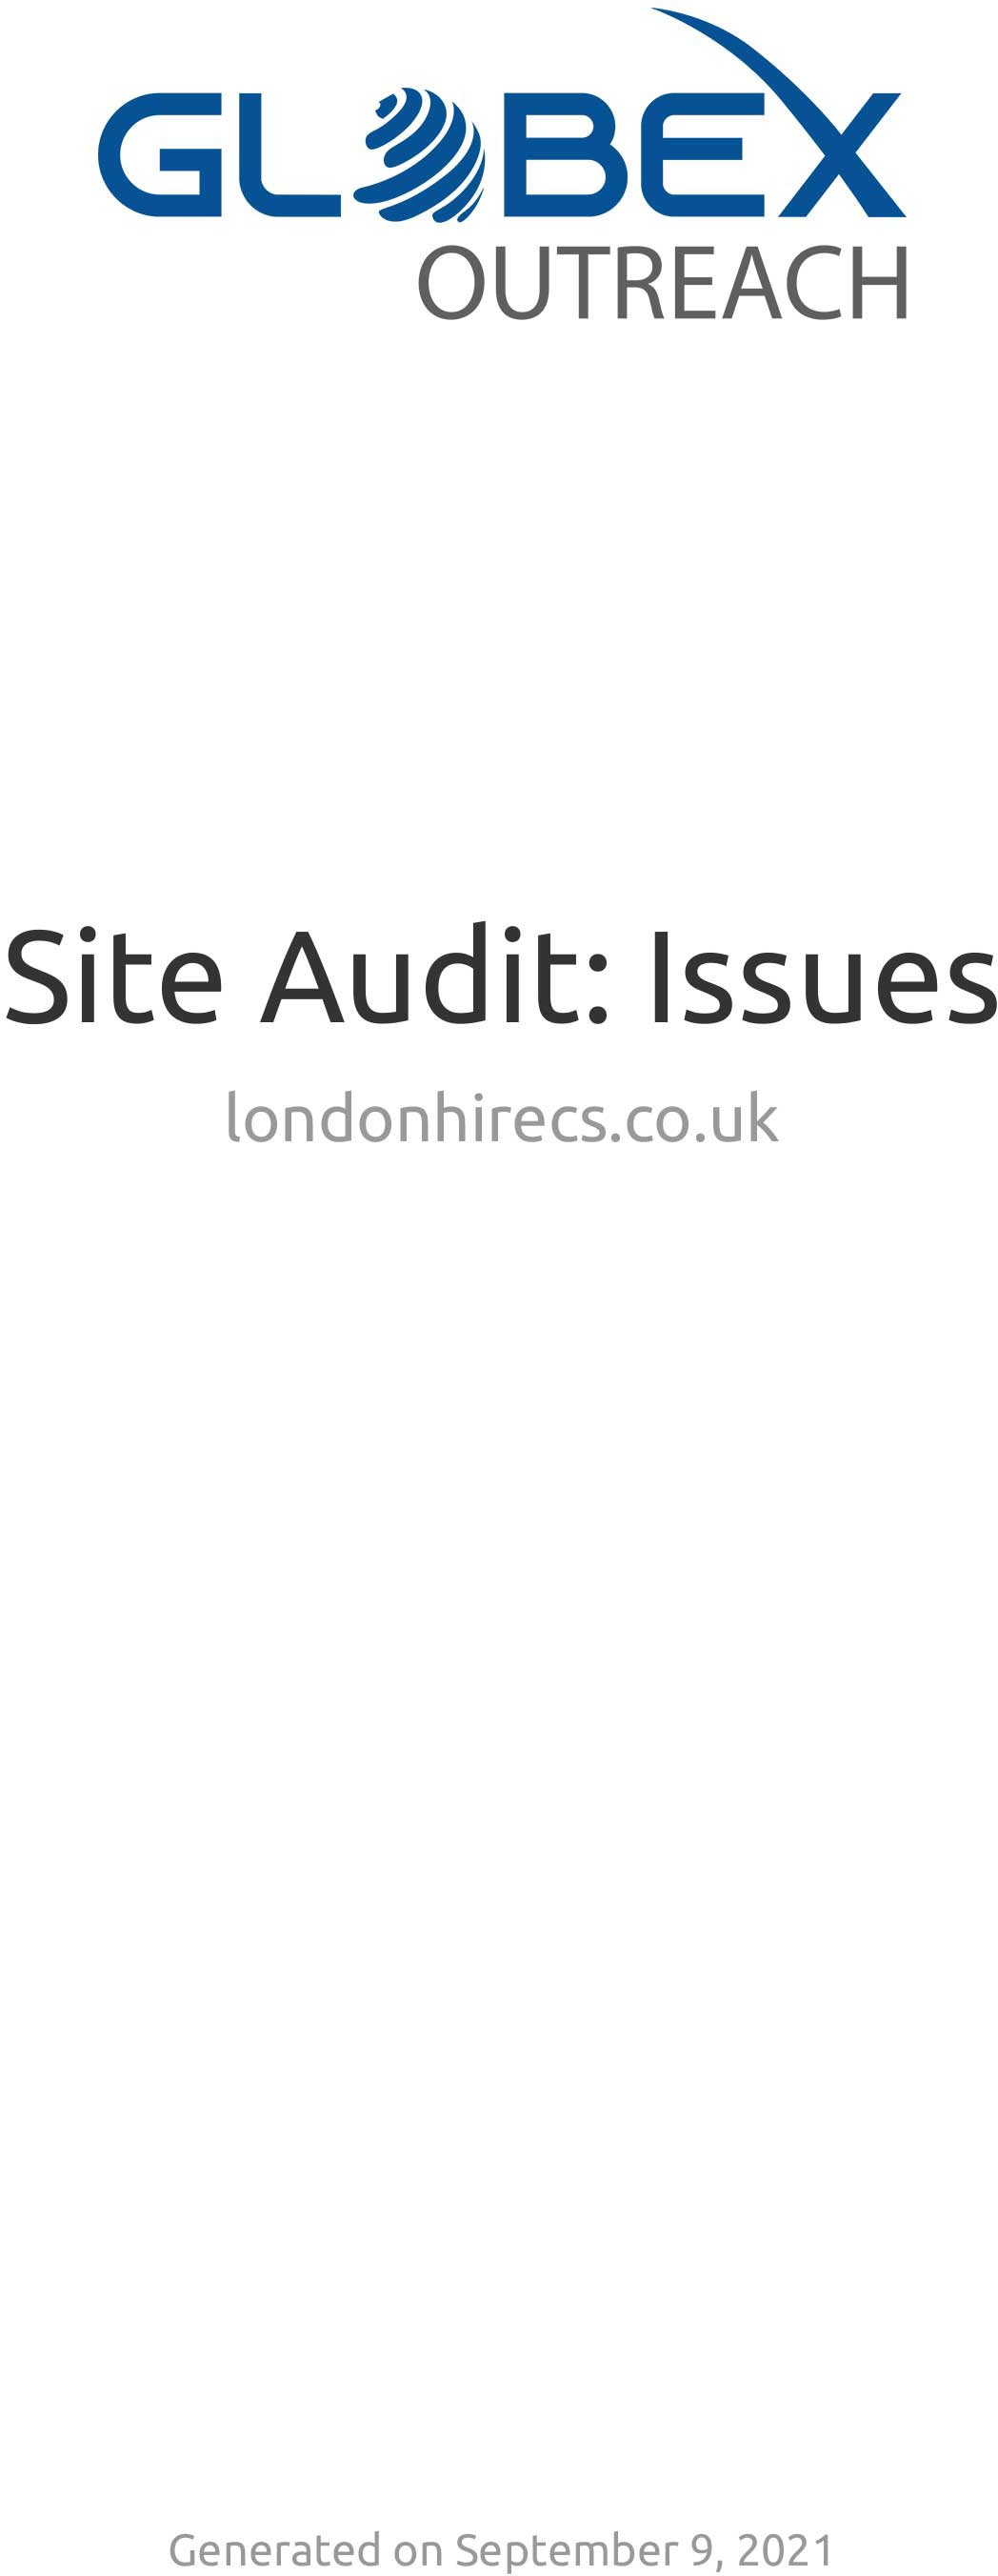 GLOBEX
OUTREACH
Site Audit: Issues
londonhirecs.co.uk
Generated on September 9, 2021